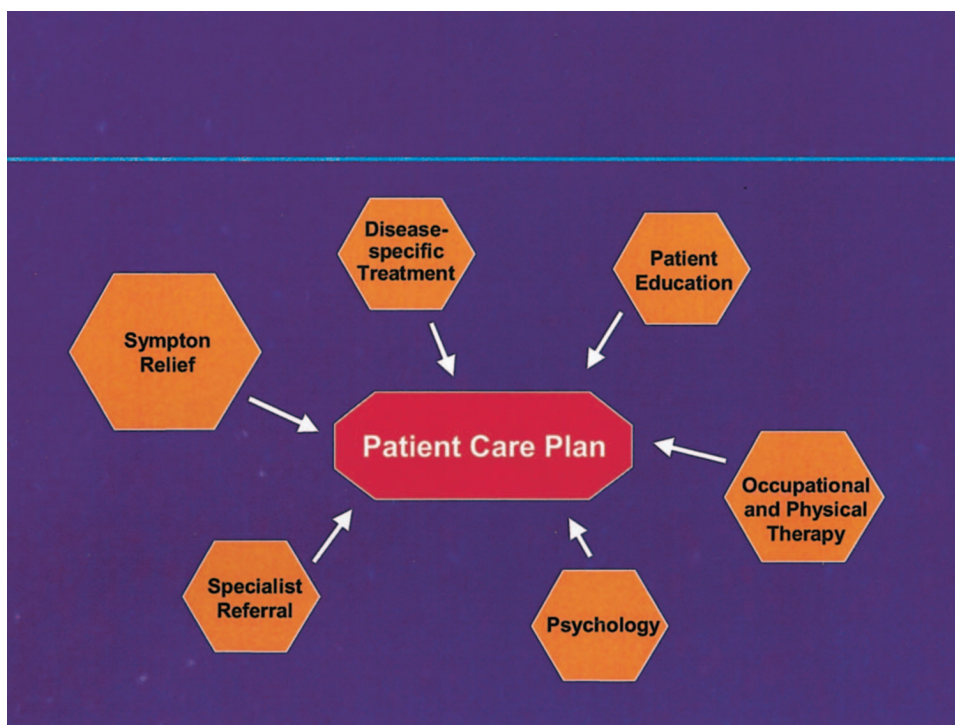 Disease-
specific
Treatment
Patient
Education
Sympton
Relief
Patient Care Plan
Occupational
and Physical
Therapy
Specialist
Referral
Psychology